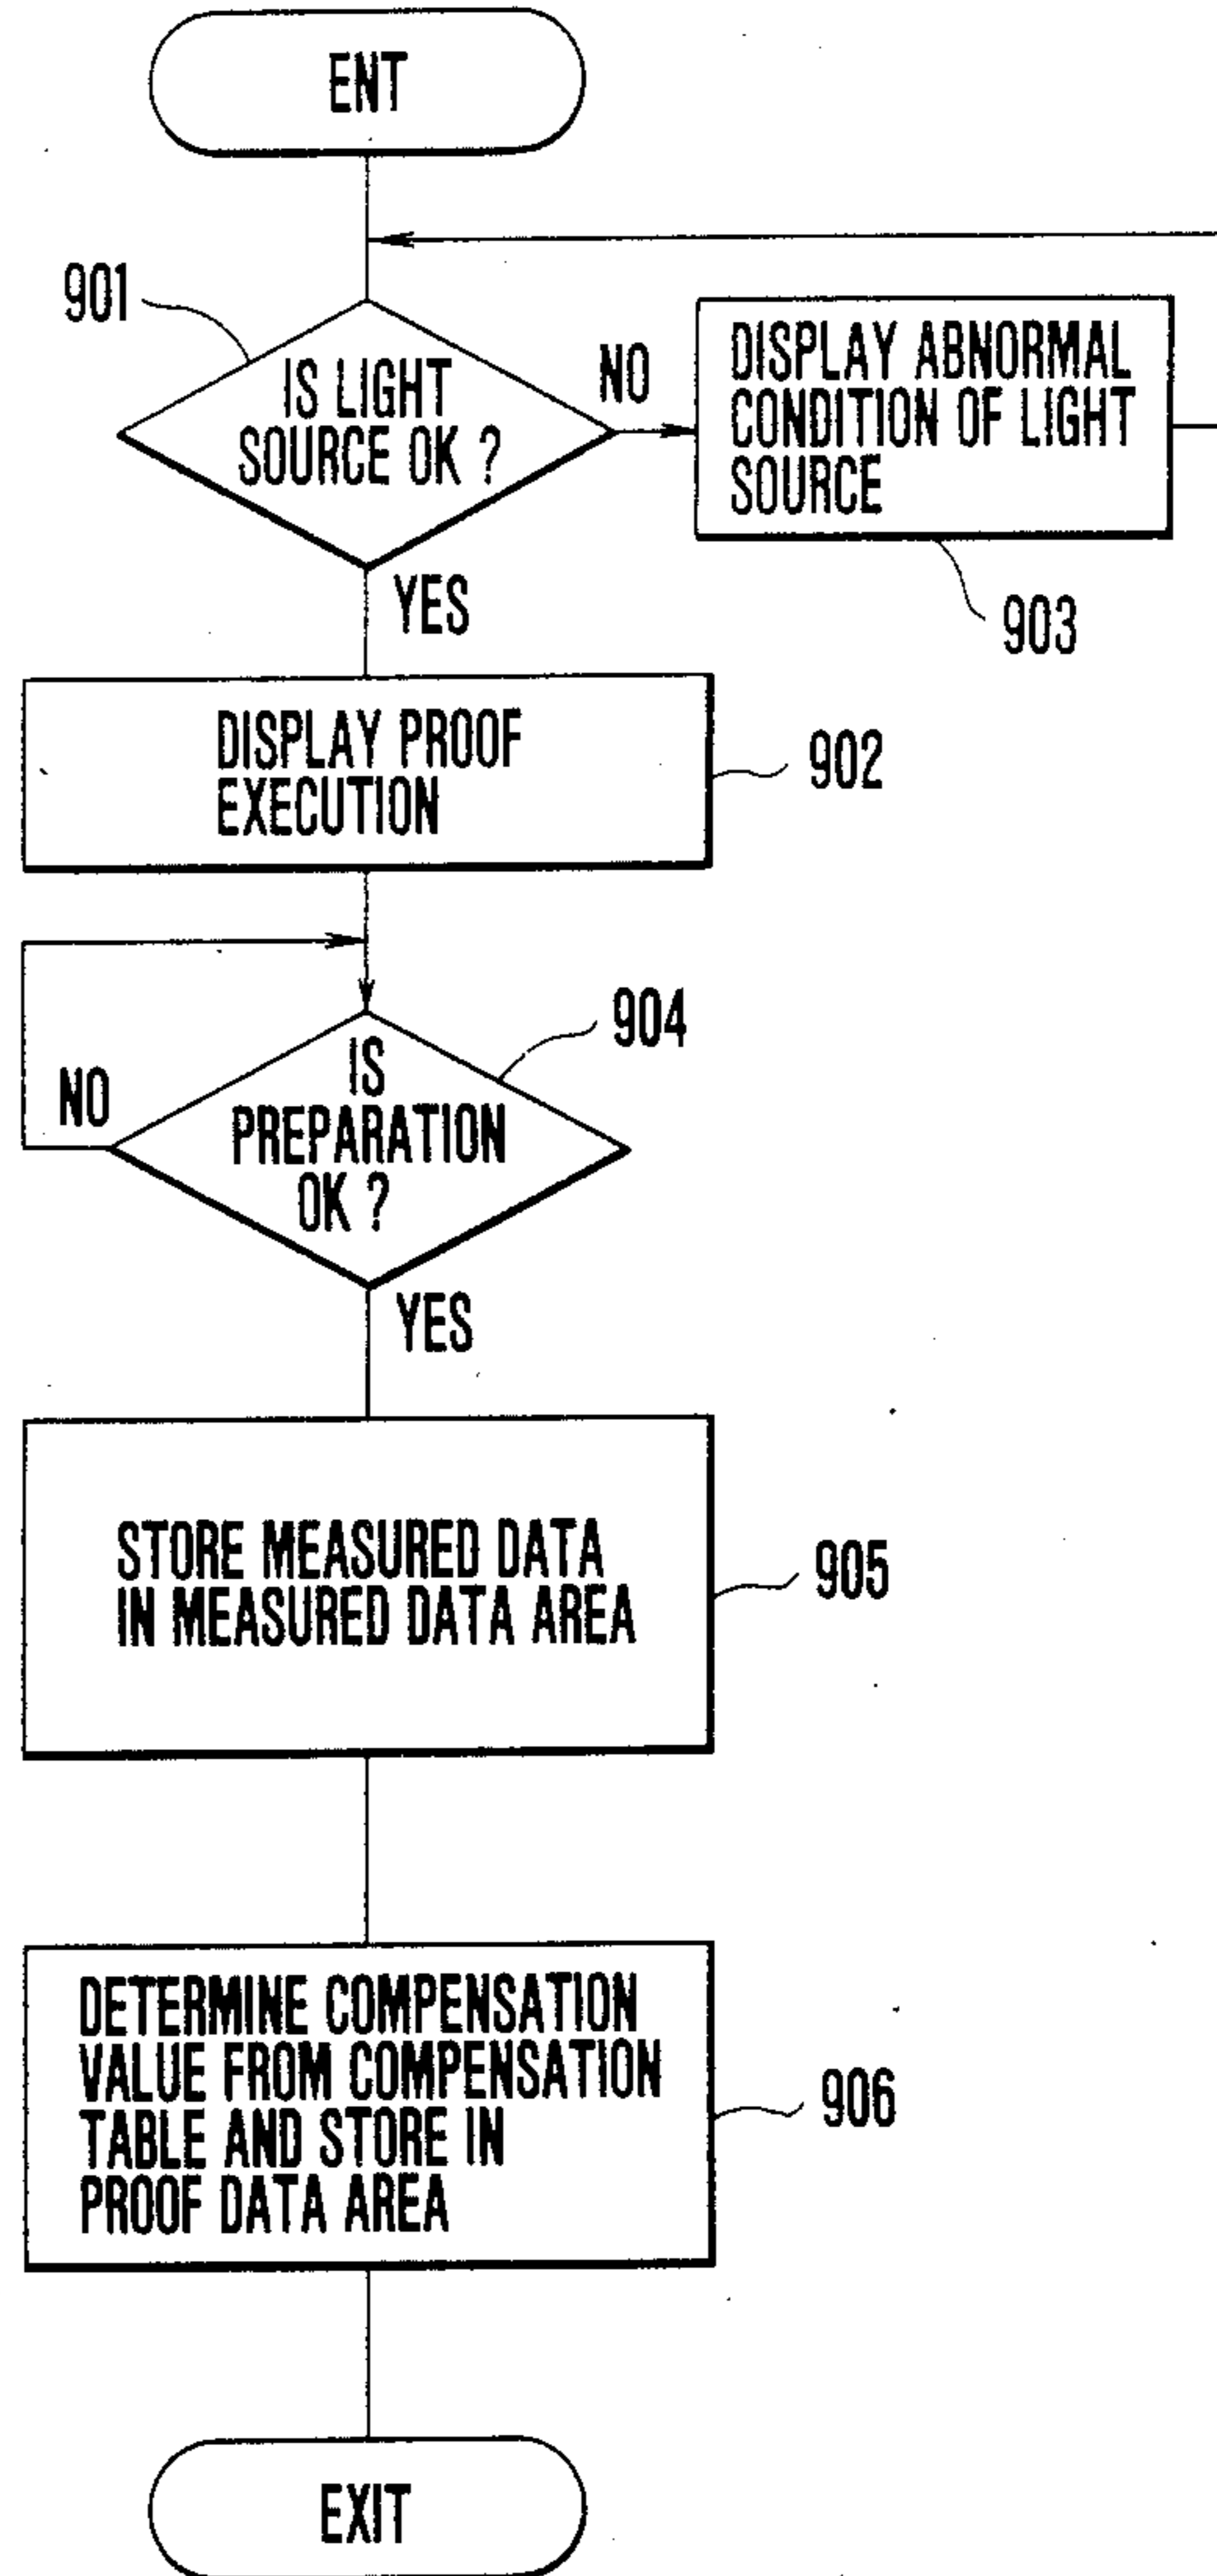 ENT
901
IS LIGHT
SOURCE OK ?
NO
DISPLAY ABNORMAL
CONDITION OF LIGHT
SOURCE
903
YES
DISPLAY PROOF
EXECUTION
902
904
IS
PREPARATION
OK ?
NO
YES
STORE MEASURED DATA
IN MEASURED DATA AREA
905
DETERMINE COMPENSATION
VALUE FROM COMPENSATION
TABLE AND STORE IN
PROOF DATA AREA
906
EXIT